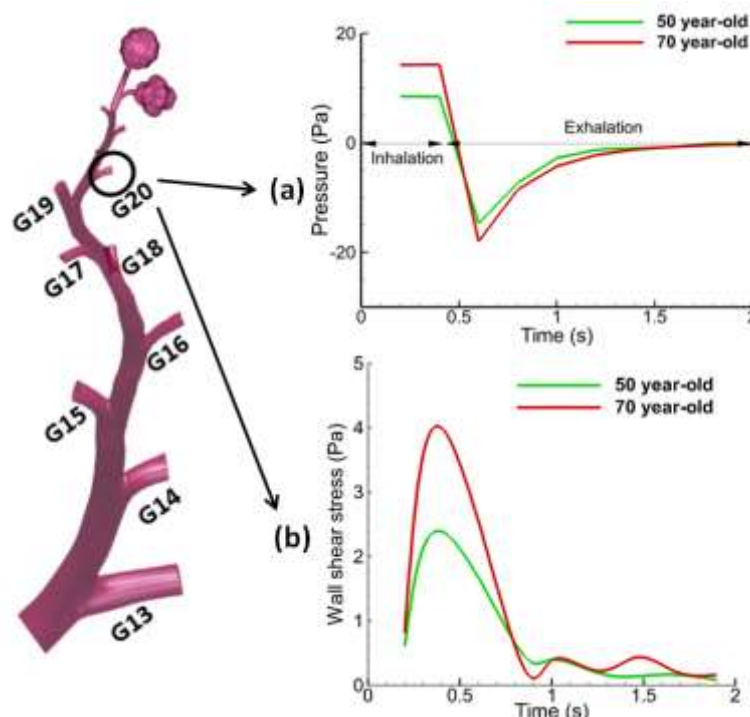 G19
G20
G17
G18
G16
G15
G14
G13
(a)
(b)
50 year-old
70 year-old
Pressure (Pa)
20
0
-20
Inhalation
Exhalation
0
0.5
1
1.5
2
Time (s)
50 year-old
70 year-old
Wall shear stress (Pa)
5
4
3
2
1
0
0
0.5
1
1.5
2
Time (s)